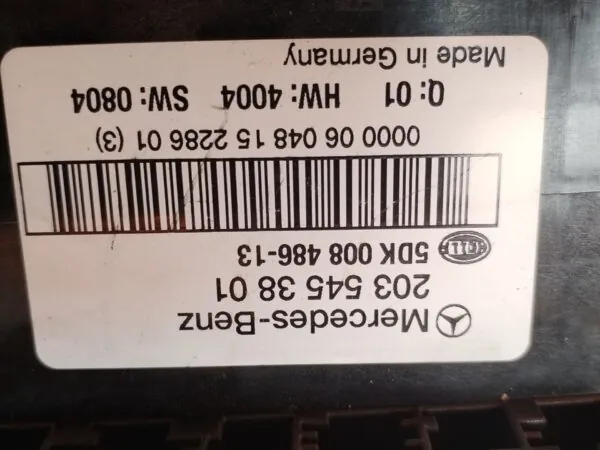 Mercedes-Benz
203 545 38 01
HELLA 5DK 008 486-13
0000 06 048 15 2286 01 (3)
Q: 01 HW: 4004 SW: 0804
Made in Germany